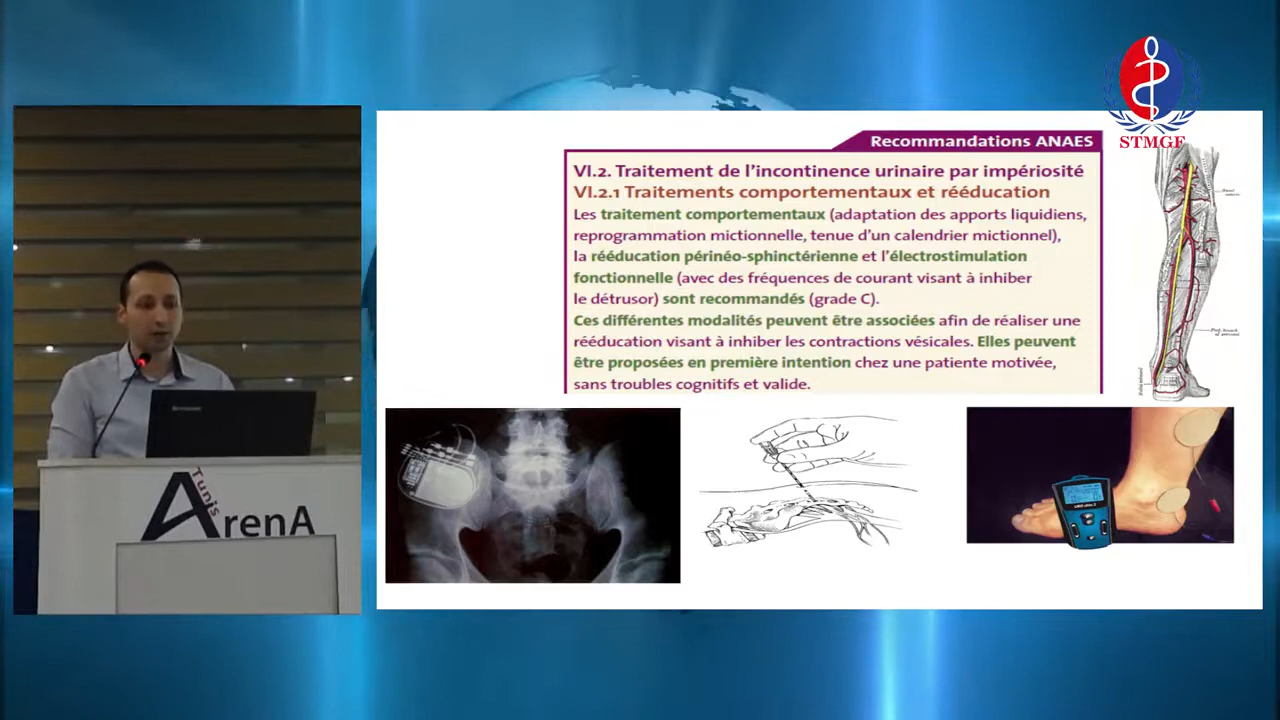 STMGF
Recommandations ANAES
VI.2. Traitement de l'incontinence urinaire par impériosité
VI.2.1 Traitements comportementaux et rééducation
Les traitement comportementaux (adaptation des apports liquidiens,
reprogrammation mictionnelle, tenue d'un calendrier mictionnel),
la rééducation périnéo-sphinctérienne et l'électrostimulation
fonctionnelle (avec des fréquences de courant visant à inhiber
le détrusor) sont recommandés (grade C).
Ces différentes modalités peuvent être associées afin de réaliser une
rééducation visant à inhiber les contractions vésicales. Elles peuvent
être proposées en première intention chez une patiente motivée,
sans troubles cognitifs et valide.
Tunis
ArenA